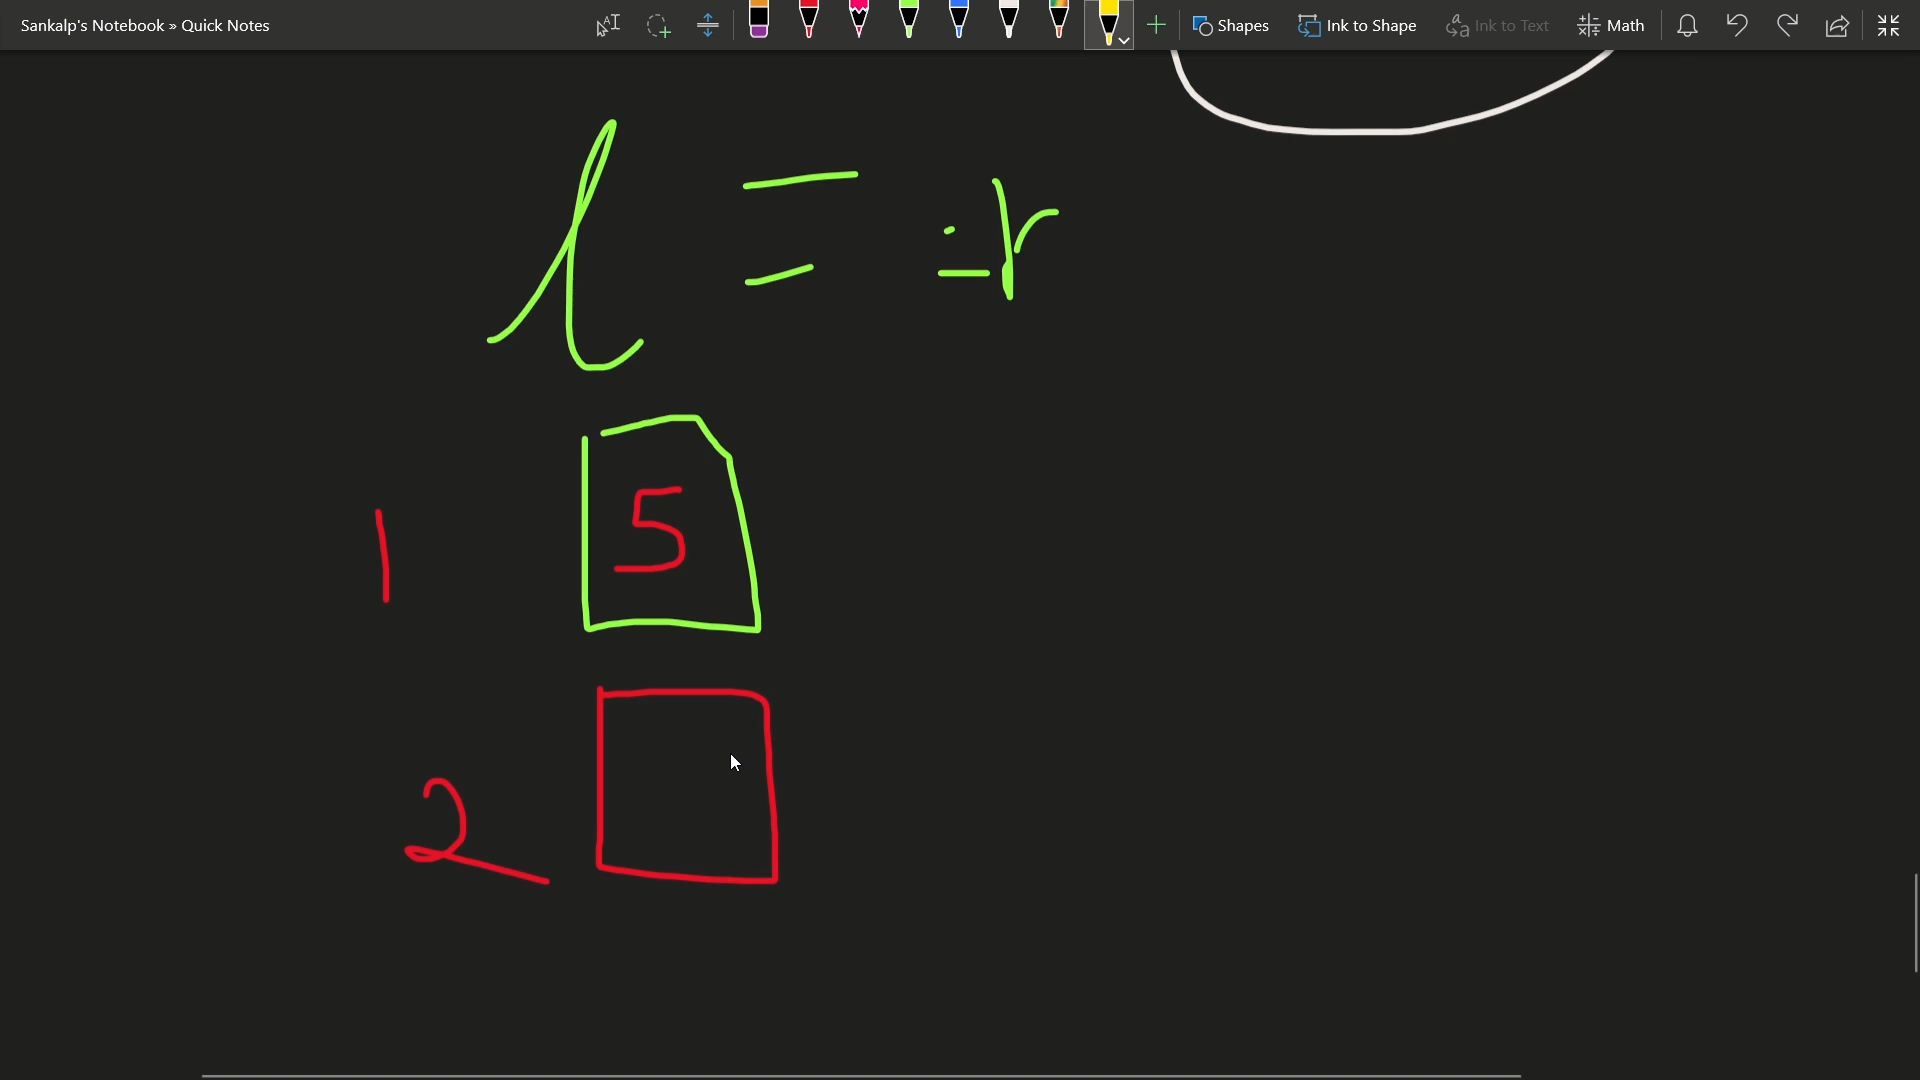 Sankalp's Notebook » Quick Notes
Shapes
Ink to Shape
Ink to Text
Math
l = r
1 5
2